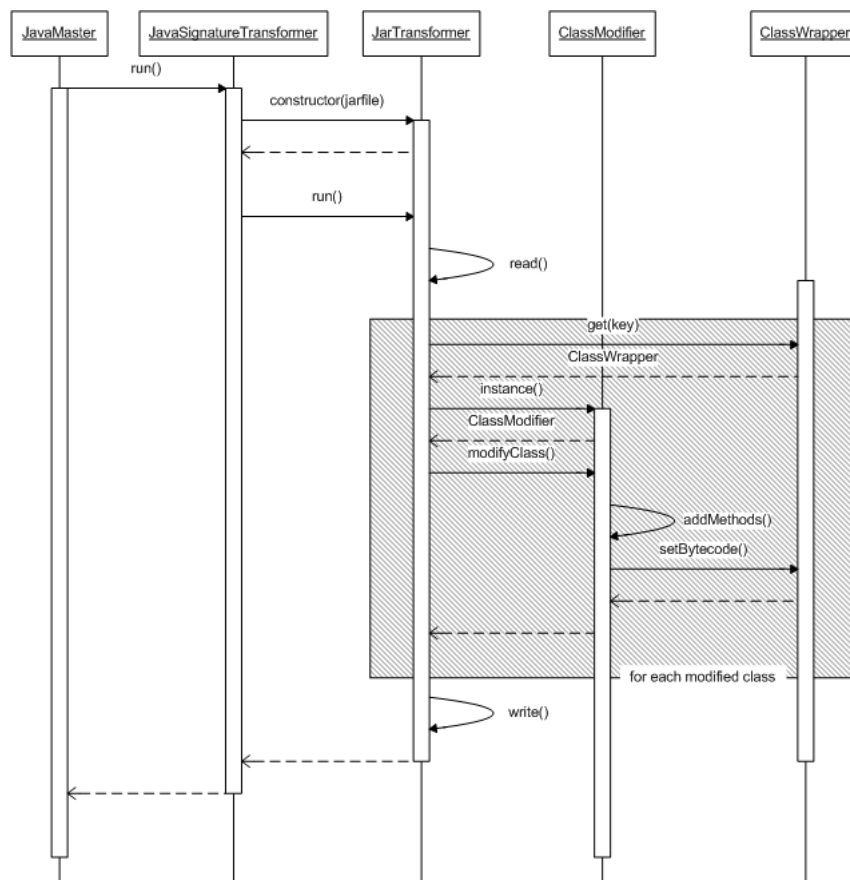 JavaMaster
JavaSignatureTransformer
JarTransformer
ClassModifier
ClassWrapper
run()
constructor(jarfile)
run()
read()
get(key)
ClassWrapper
instance()
ClassModifier
modifyClass()
addMethods()
setBytecode()
for each modified class
write()